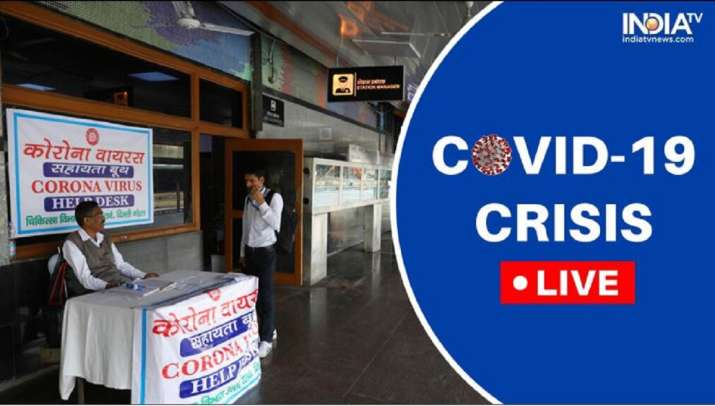 INDIA TV
indiatvnews.com
STATION MANAGER
कोरोना वायरस
सहायता बूथ
CORONA VIRUS
HELP DESK
चिकित्सा
दिल्ली
कोरोना वायरस
सहायता बूथ
CORONA VIRUS
HELP DESK
COVID-19
CRISIS
LIVE